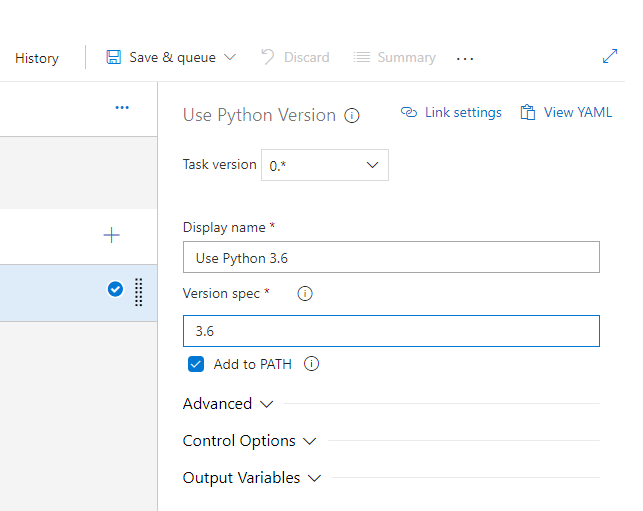 History
Save & queue
Discard
Summary
...
Use Python Version
Link settings
View YAML
Task version 0.*
Display name *
Use Python 3.6
Version spec *
3.6
Add to PATH
Advanced
Control Options
Output Variables